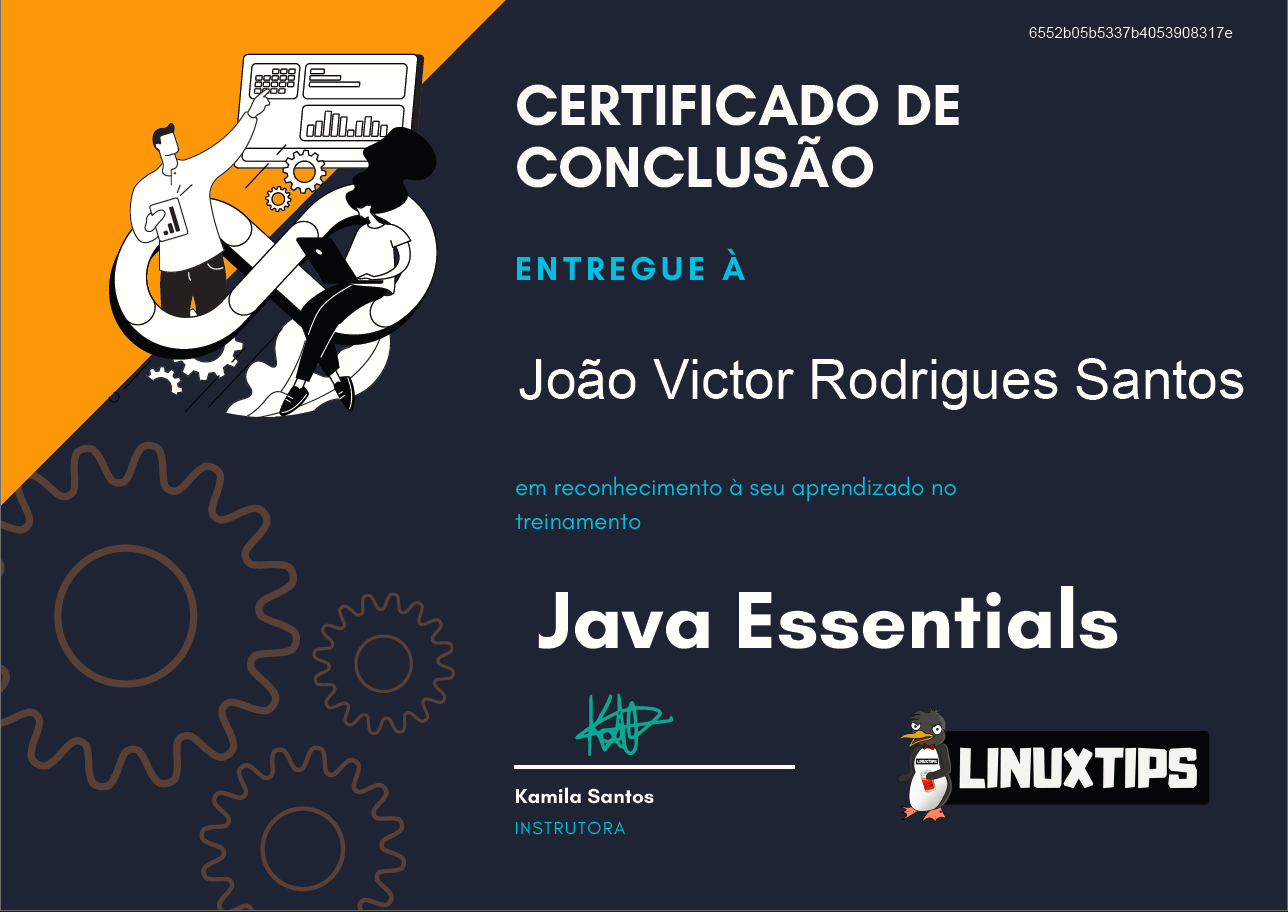 6552b05b5337b4053908317e
CERTIFICADO DE
CONCLUSÃO
ENTREGUE À
João Victor Rodrigues Santos
em reconhecimento à seu aprendizado no
treinamento
Java Essentials
Kamila Santos
INSTRUTORA
LINUXTIPS
LINUXTIPS